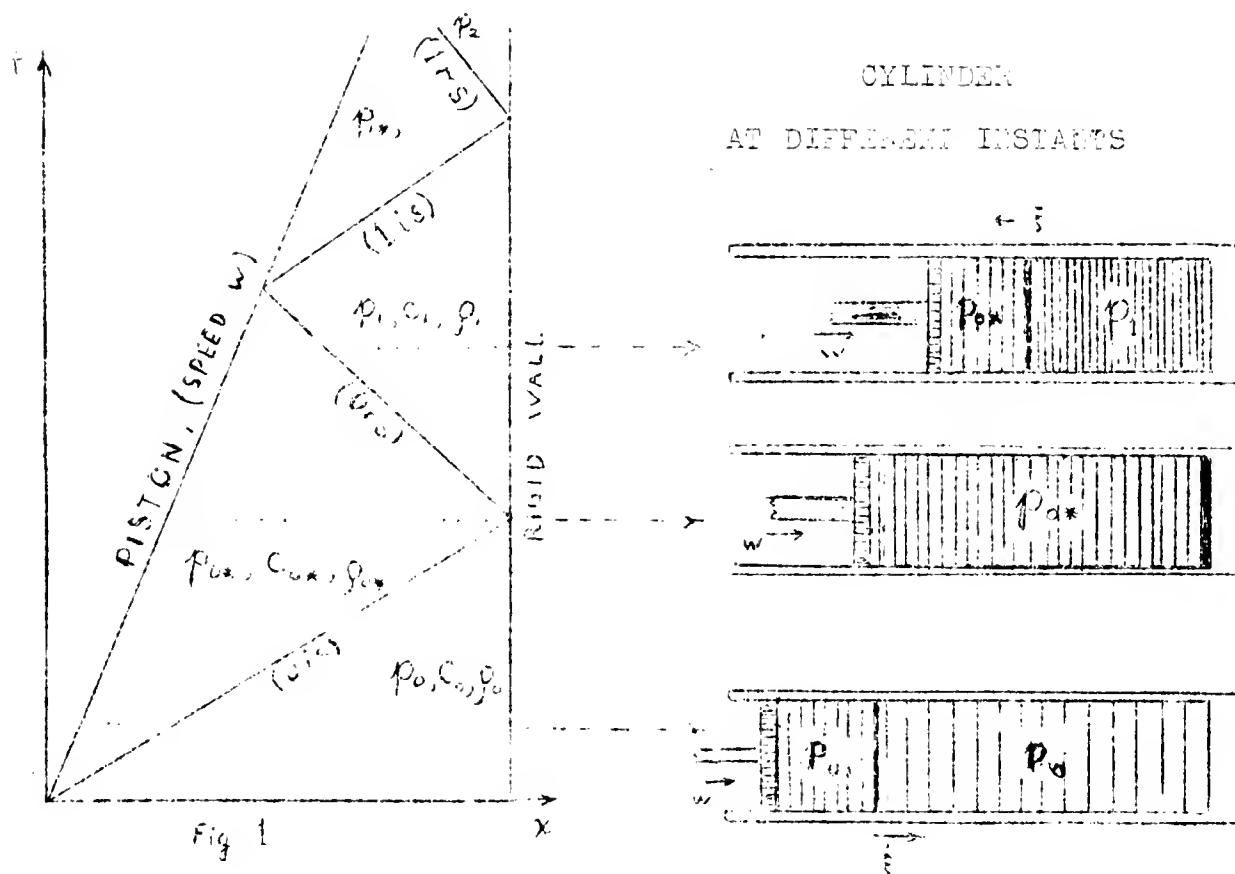 CYLINDER
AT DIFFERENT INSTANTS
t
p₂
(1rs)
p₁*,
(1is)
PISTON, (SPEED W)
p₁, c₁, ρ₁
(0rs)
RIGID WALL
p₀*, c₀*, ρ₀*
(0is)
p₀, c₀, ρ₀
x
Fig 1
p₀*
p₁
W
p₀*
W
p₀
W